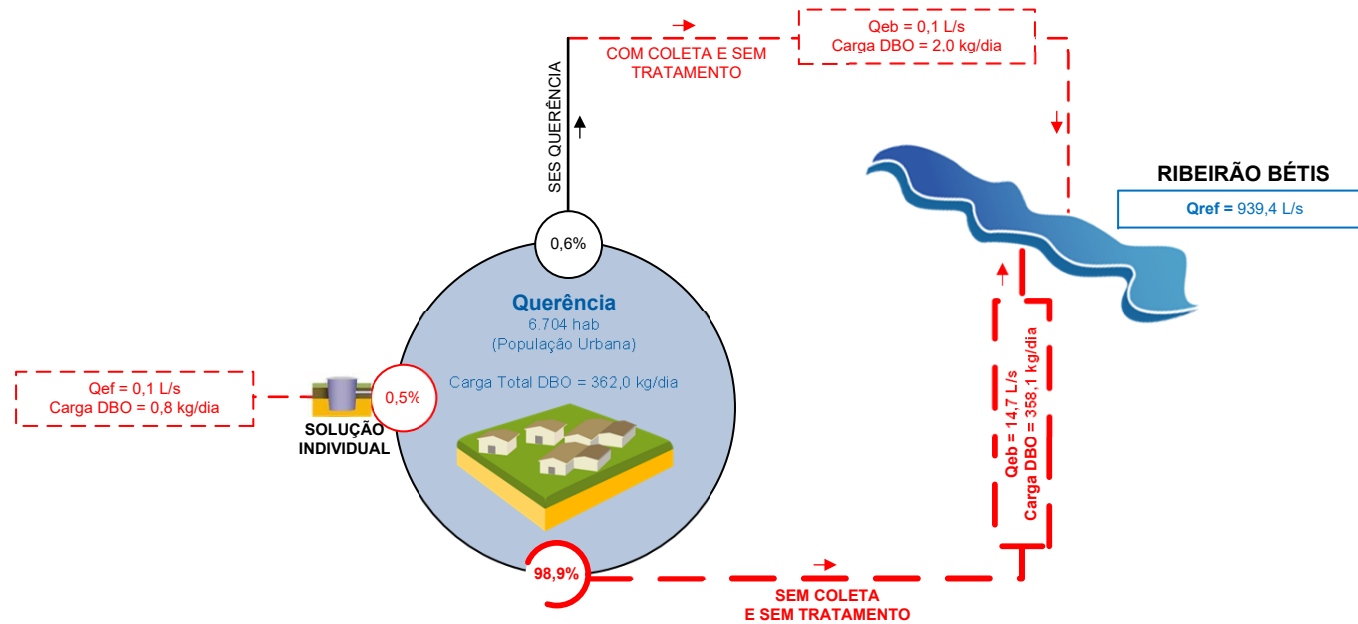 Qeb = 0,1 L/s
Carga DBO = 2,0 kg/dia
COM COLETA E SEM
TRATAMENTO
SES QUERÊNCIA
RIBEIRÃO BÉTIS
Qref = 939,4 L/s
0,6%
Querência
6.704 hab
(População Urbana)
Carga Total DBO = 362,0 kg/dia
Qef = 0,1 L/s
Carga DBO = 0,8 kg/dia
0,5%
SOLUÇÃO
INDIVIDUAL
Qeb = 14,7 L/s
Carga DBO = 358,1 kg/dia
98,9%
SEM COLETA
E SEM TRATAMENTO